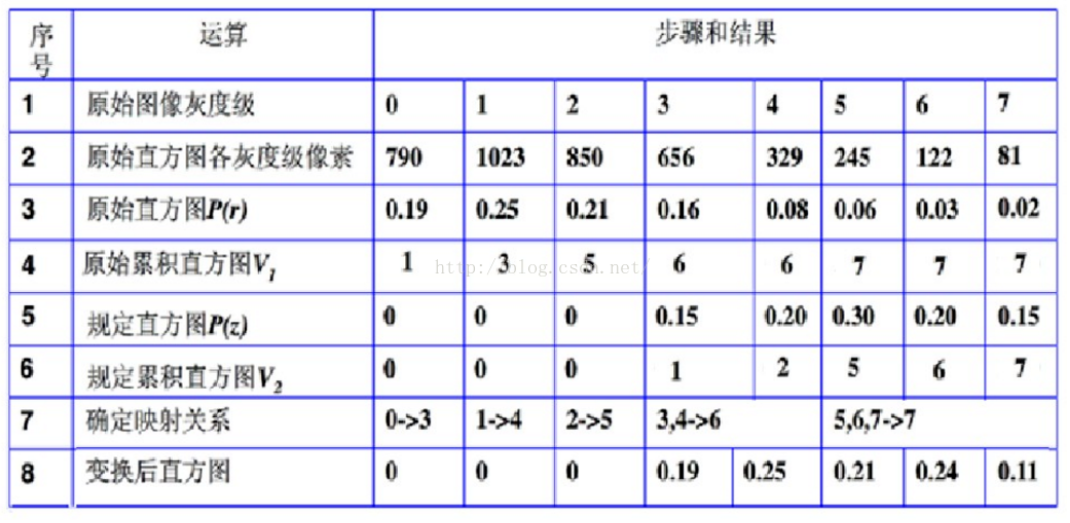 序号 运算 步骤和结果
1 原始图像灰度级 0 1 2 3 4 5 6 7
2 原始直方图各灰度级像素 790 1023 850 656 329 245 122 81
3 原始直方图P(r) 0.19 0.25 0.21 0.16 0.08 0.06 0.03 0.02
4 原始累积直方图V1 1 3 5 6 6 7 7 7
http://blog.csdn.net/
5 规定直方图P(z) 0 0 0 0.15 0.20 0.30 0.20 0.15
6 规定累积直方图V2 0 0 0 1 2 5 6 7
7 确定映射关系 0->3 1->4 2->5 3,4->6 5,6,7->7
8 变换后直方图 0 0 0 0.19 0.25 0.21 0.24 0.11